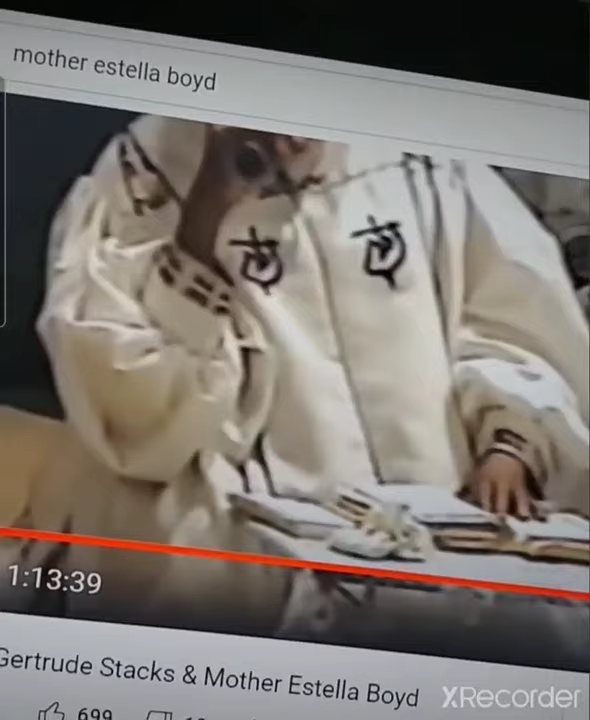 mother estella boyd
1:13:39
Gertrude Stacks & Mother Estella Boyd
699
XRecorder